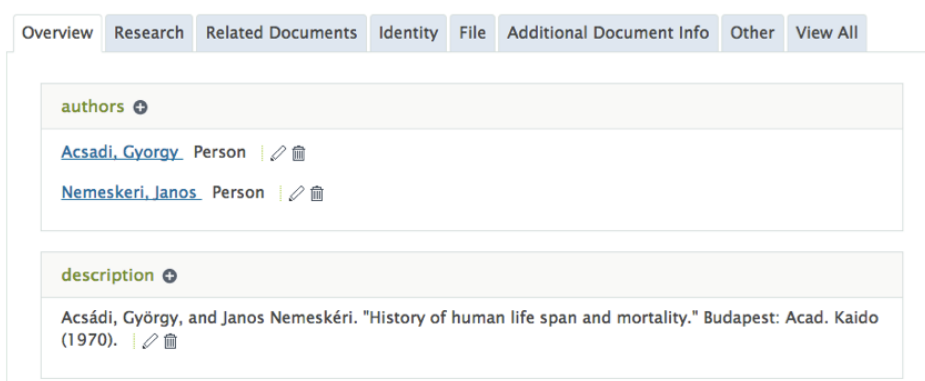 Overview Research Related Documents Identity File Additional Document Info Other View All
authors
Acsadi, Gyorgy Person
Nemeskeri, Janos Person
description
Acsádi, György, and Janos Nemeskéri. "History of human life span and mortality." Budapest: Acad. Kaido
(1970).